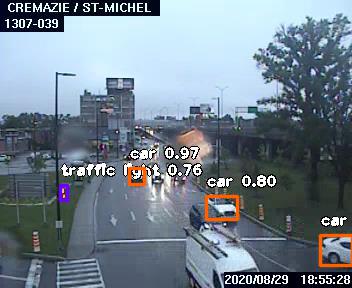 CREMAZIE / ST-MICHEL
1307-039
car 0.97
traffic light 0.76
car 0.80
car
2020/08/29 18:55:28